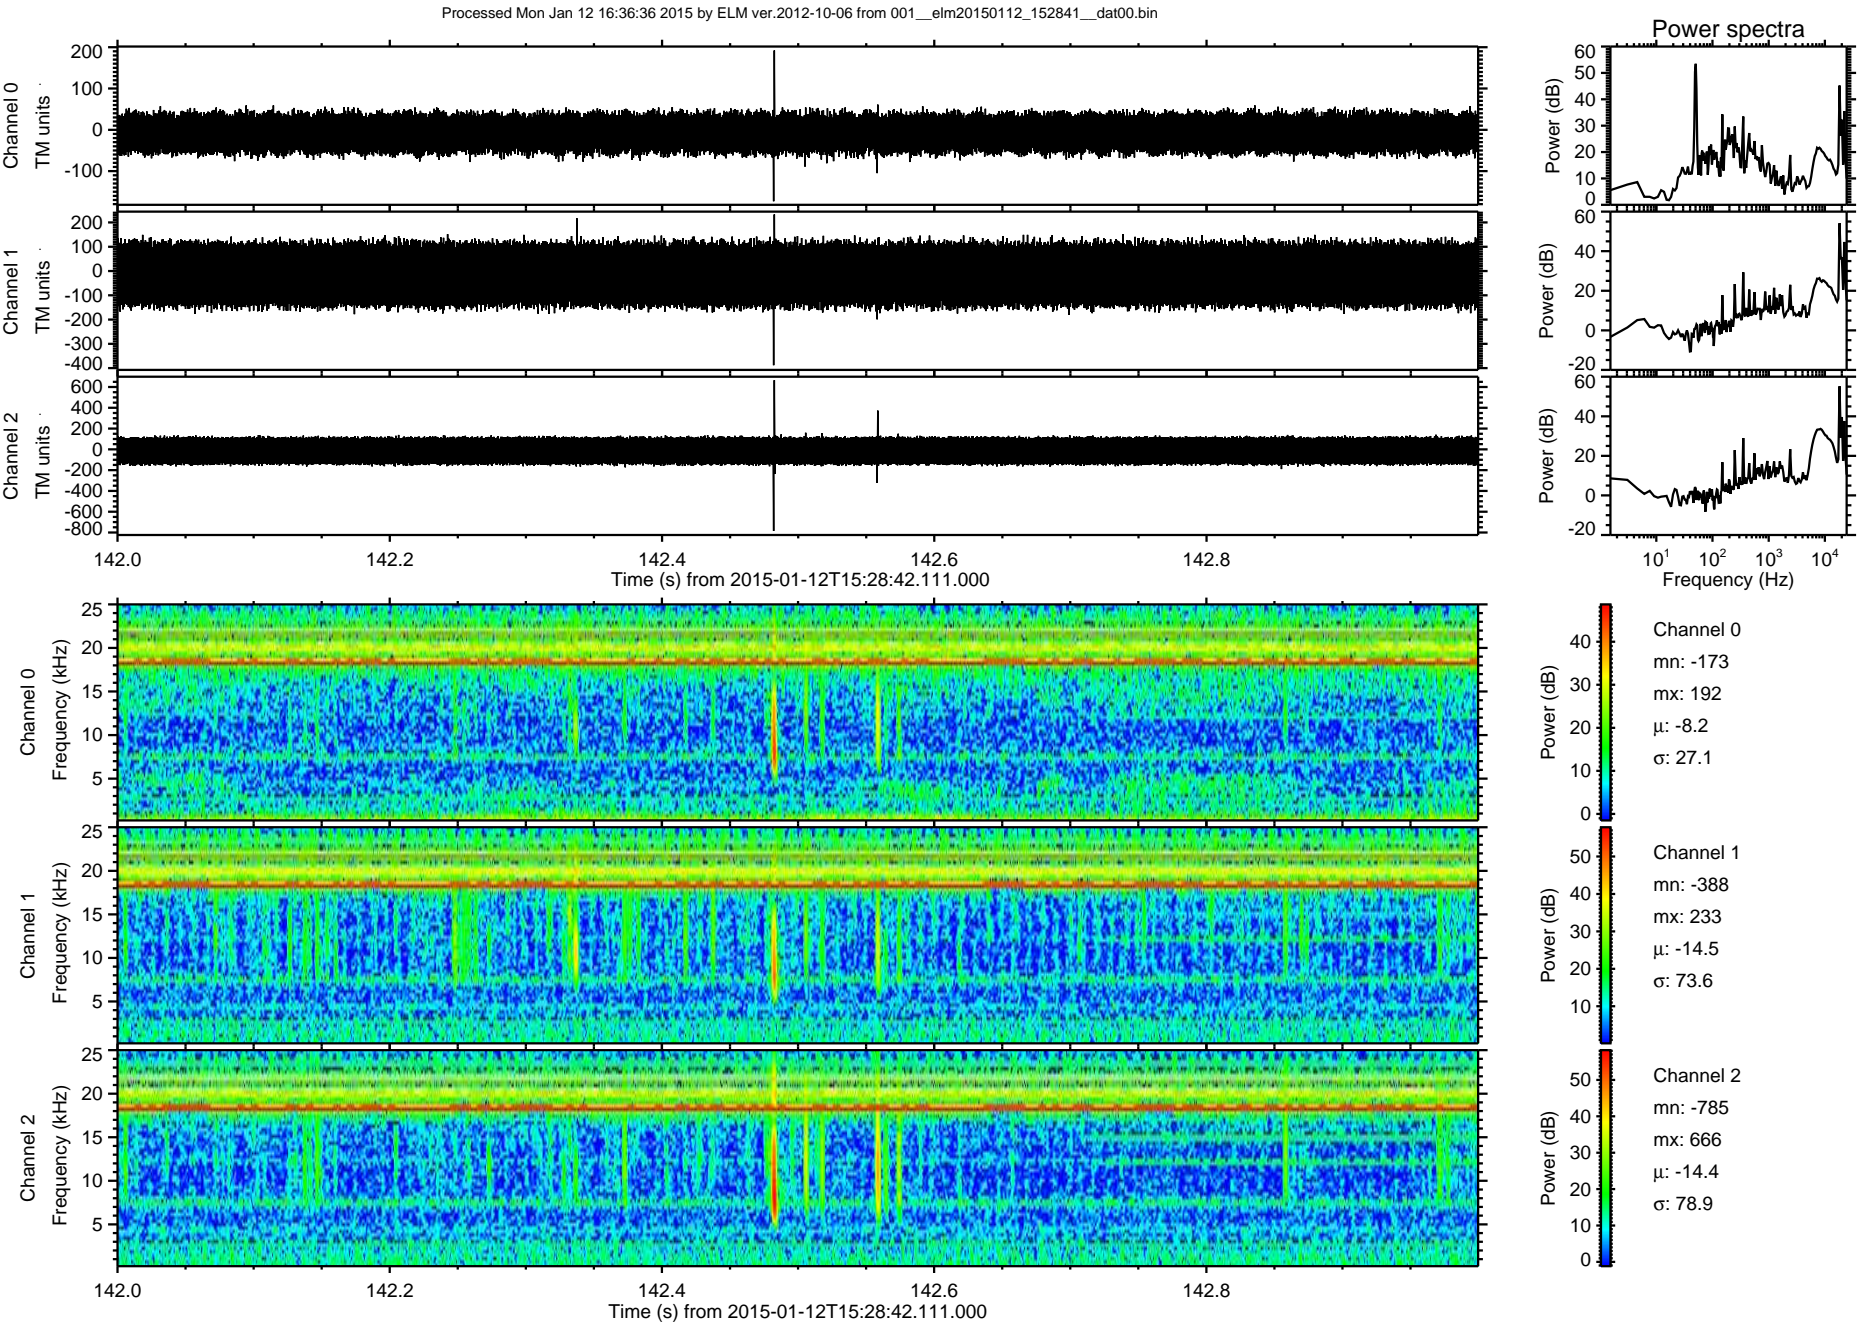 Processed Mon Jan 12 16:36:36 2015 by ELM ver.2012-10-06 from 001__elm20150112_152841__dat00.bin
Power spectra
Channel 0
TM units
200
100
0
-100
Power (dB)
60
50
40
30
20
10
0
Channel 1
TM units
200
100
0
-100
-200
-300
-400
Power (dB)
60
40
20
0
-20
Channel 2
TM units
600
400
200
0
-200
-400
-600
-800
Power (dB)
60
40
20
0
-20
142.0 142.2 142.4 142.6 142.8
Time (s) from 2015-01-12T15:28:42.111.000
10¹ 10² 10³ 10⁴
Frequency (Hz)
Channel 0
Frequency (kHz)
25
20
15
10
5
Power (dB)
40
30
20
10
0
Channel 0
mn: -173
mx: 192
μ: -8.2
σ: 27.1
Channel 1
Frequency (kHz)
25
20
15
10
5
Power (dB)
50
40
30
20
10
Channel 1
mn: -388
mx: 233
μ: -14.5
σ: 73.6
Channel 2
Frequency (kHz)
25
20
15
10
5
Power (dB)
50
40
30
20
10
0
Channel 2
mn: -785
mx: 666
μ: -14.4
σ: 78.9
142.0 142.2 142.4 142.6 142.8
Time (s) from 2015-01-12T15:28:42.111.000